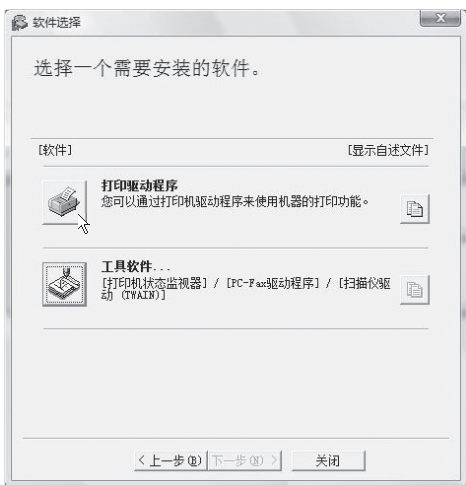 软件选择
选择一个需要安装的软件。
[软件] [显示自述文件]
打印驱动程序
您可以通过打印机驱动程序来使用机器的打印功能。
工具软件...
[打印机状态监视器] / [PC-Fax驱动程序] / [扫描仪驱
动 (TWAIN)]
< 上一步(B) 下一步(N) > 关闭